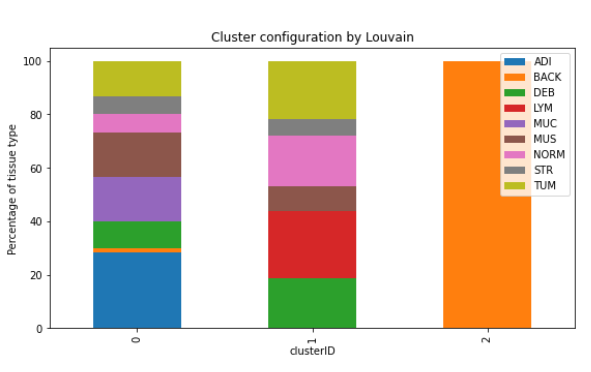 Cluster configuration by Louvain
Percentage of tissue type
100
80
60
40
20
0
ADI
BACK
DEB
LYM
MUC
MUS
NORM
STR
TUM
0
1
2
clusterID